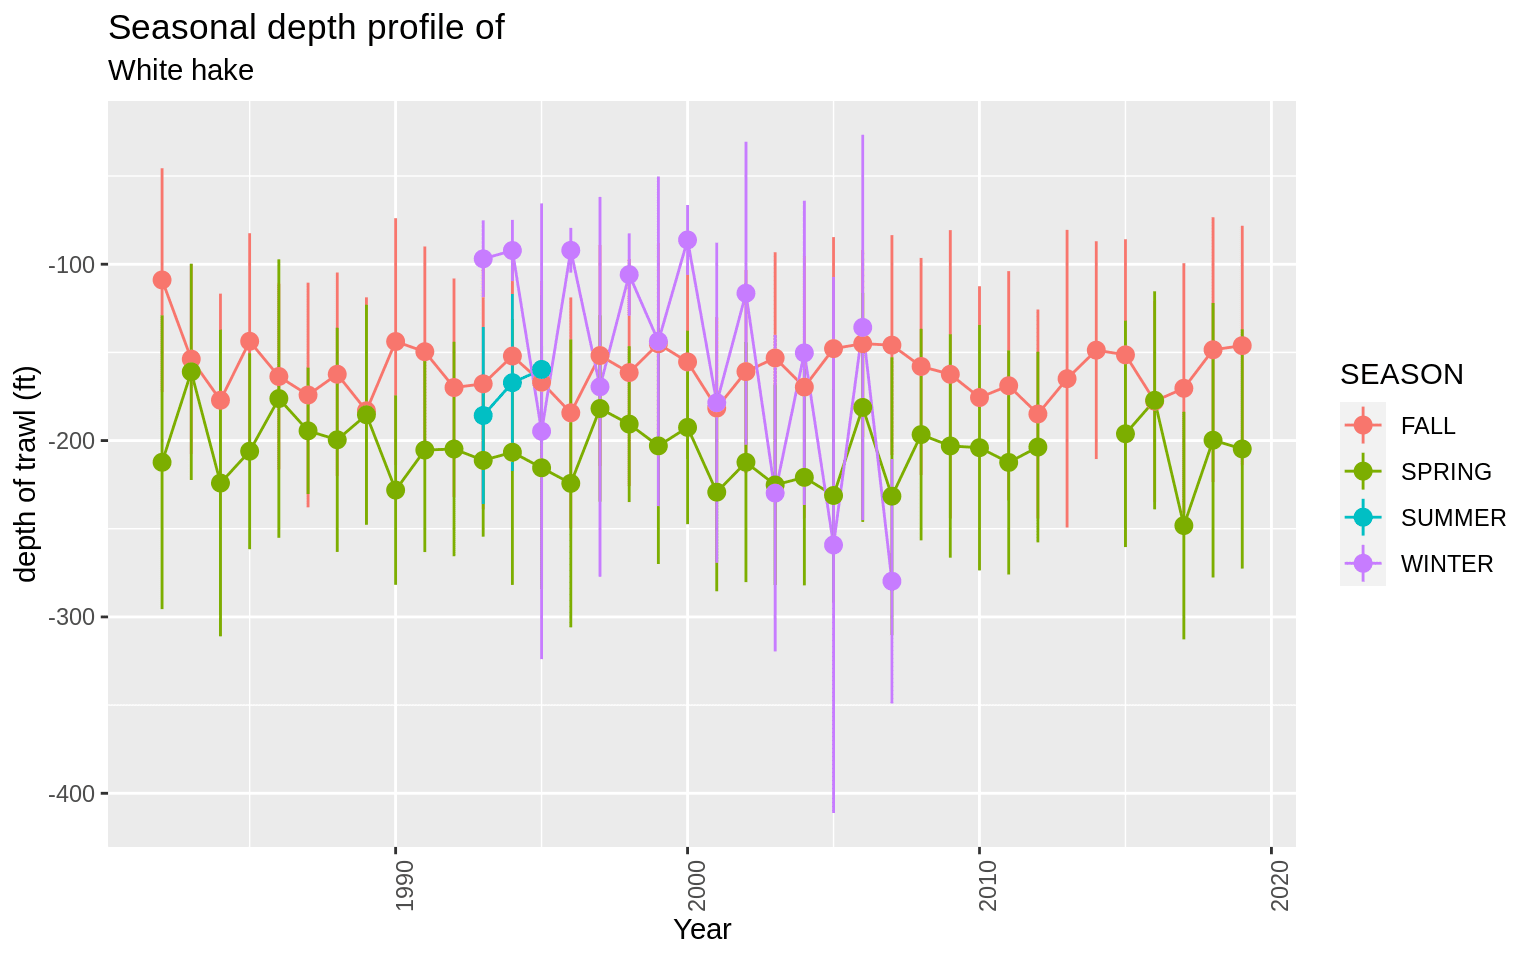 Seasonal depth profile of
White hake
depth of trawl (ft)
-100
-200
-300
-400
1990
2000
2010
2020
Year
SEASON
FALL
SPRING
SUMMER
WINTER